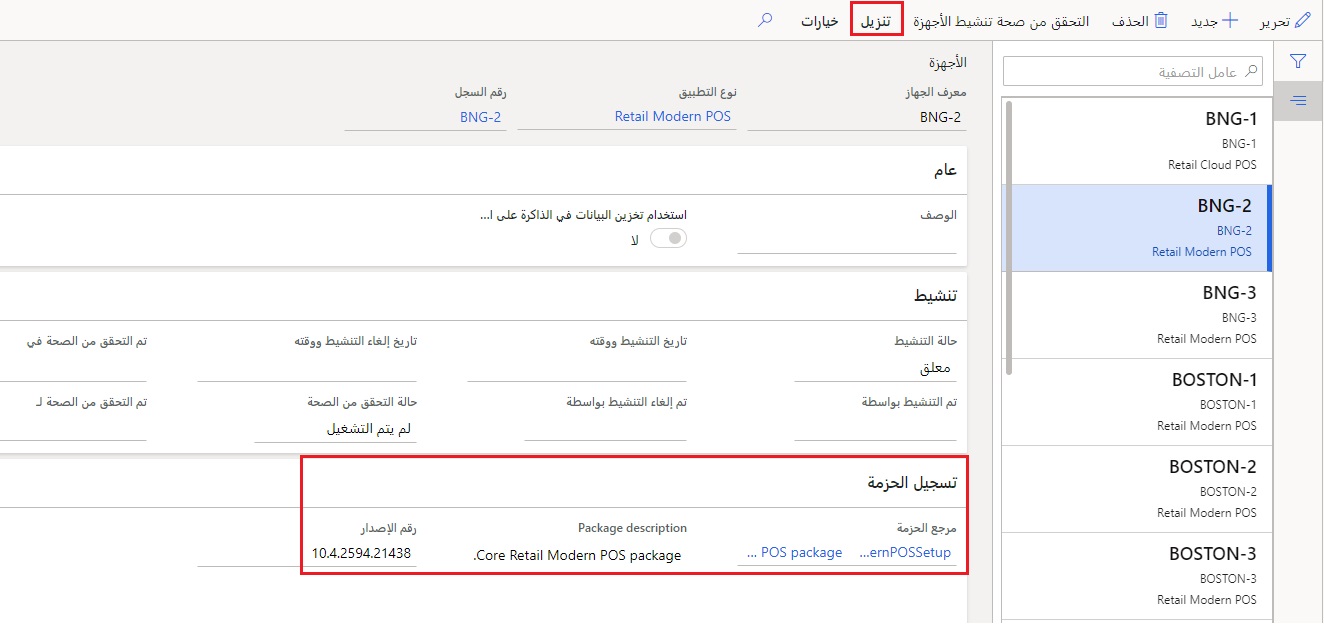 تحرير
جديد
الحذف
التحقق من صحة تنشيط الأجهزة
تنزيل
خيارات
عامل التصفية
BNG-1
BNG-1
Retail Cloud POS
BNG-2
BNG-2
Retail Modern POS
BNG-3
BNG-3
Retail Modern POS
BOSTON-1
BOSTON-1
Retail Modern POS
BOSTON-2
BOSTON-2
Retail Modern POS
BOSTON-3
BOSTON-3
Retail Modern POS
الأجهزة
معرف الجهاز نوع التطبيق رقم السجل
BNG-2 Retail Modern POS BNG-2
عام
الوصف استخدام تخزين البيانات في الذاكرة على ا...
لا
تنشيط
حالة التنشيط تاريخ التنشيط ووقته تاريخ إلغاء التنشيط ووقته تم التحقق من الصحة في
معلق
تم التنشيط بواسطة تم إلغاء التنشيط بواسطة حالة التحقق من الصحة تم التحقق من الصحة لـ
لم يتم التشغيل
تسجيل الحزمة
مرجع الحزمة Package description رقم الإصدار
...ernPOSSetup POS package ... Core Retail Modern POS package. 10.4.2594.21438